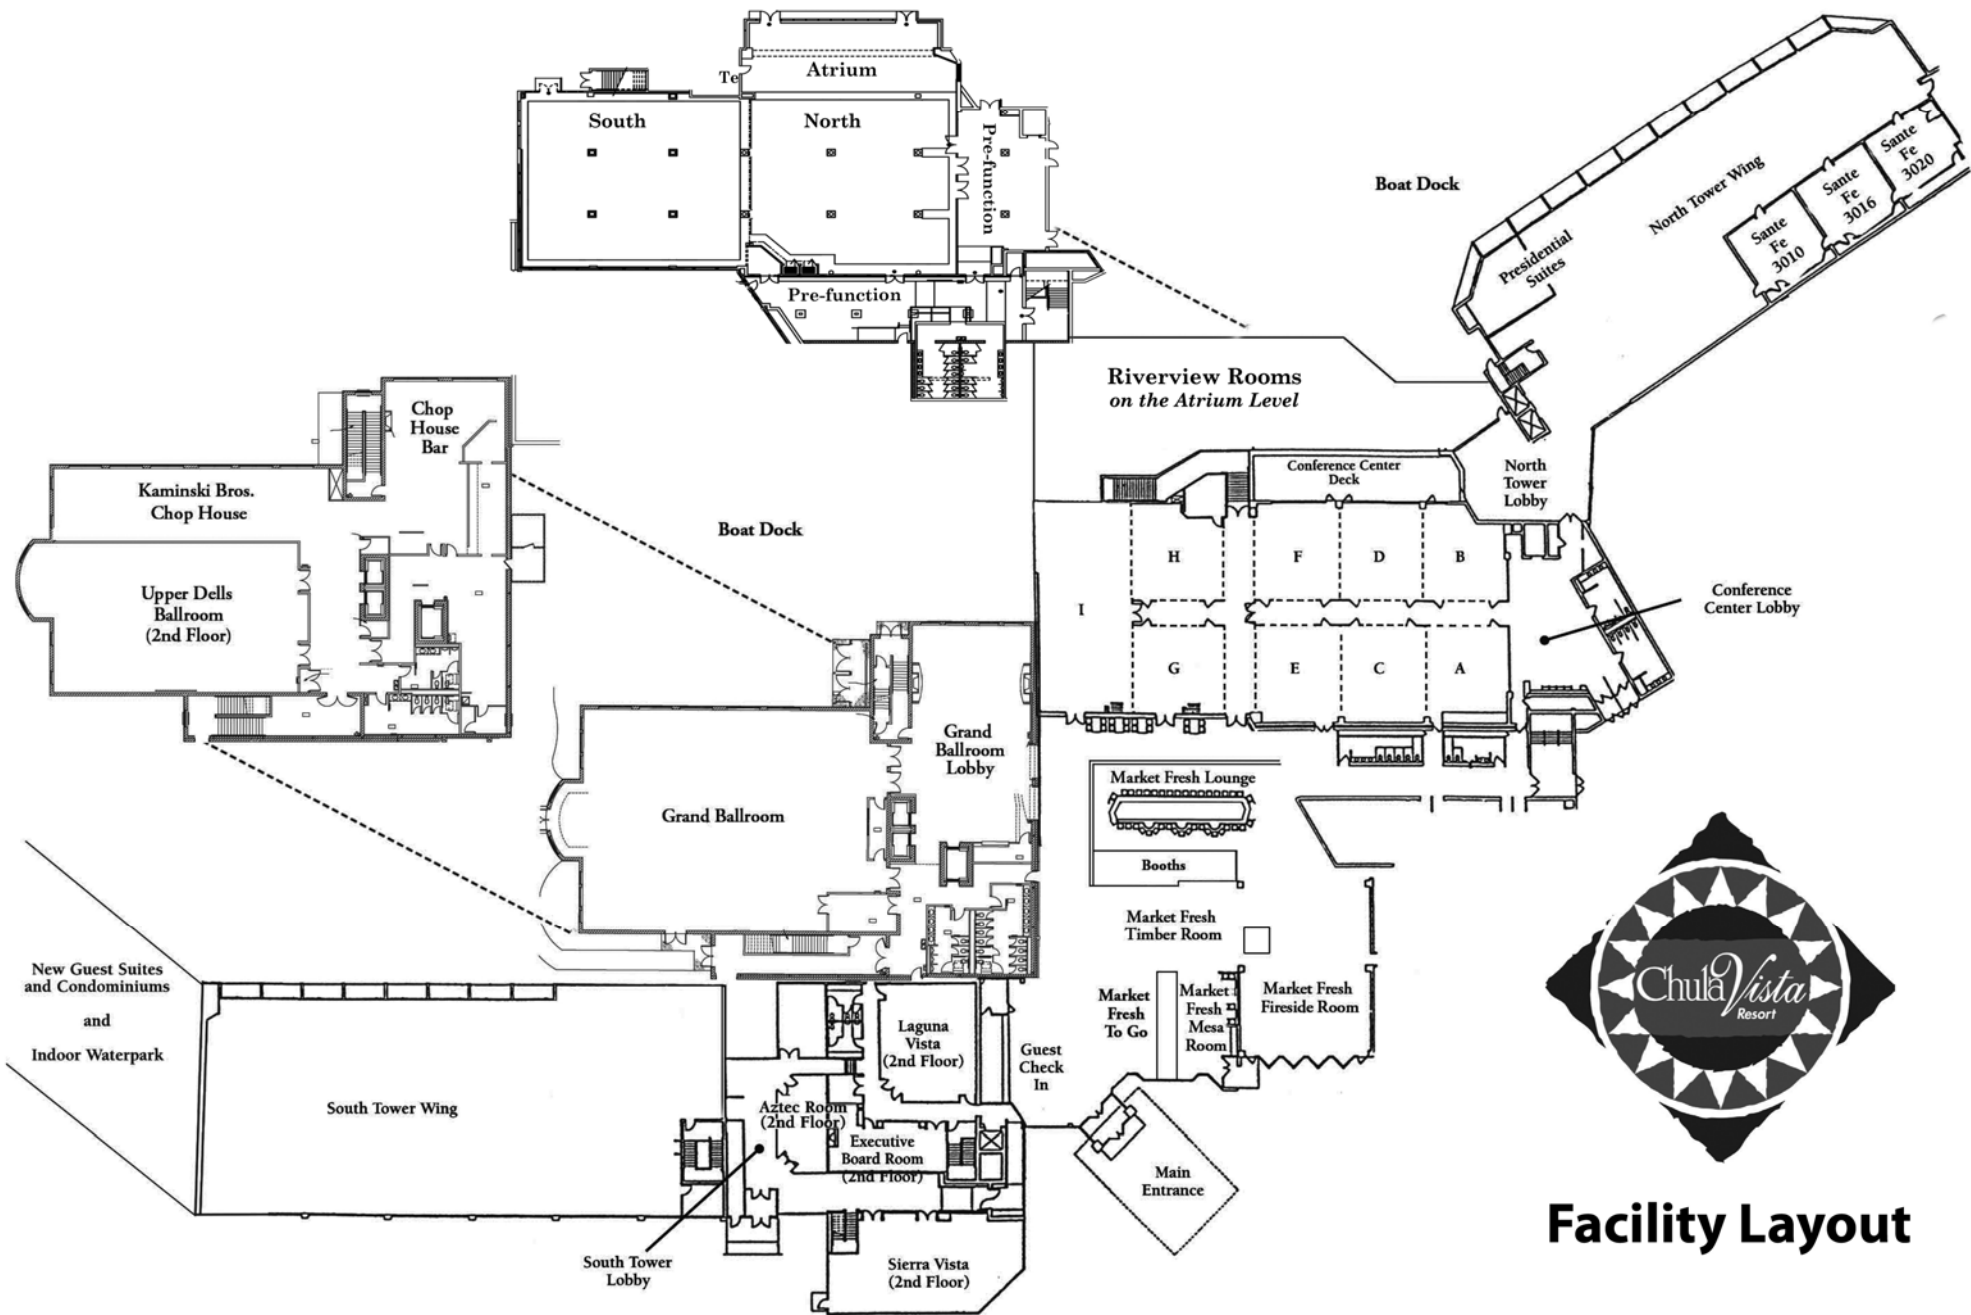 Atrium
Te
South
North
Pre-function
Pre-function
Boat Dock
North Tower Wing
Sante
Fe
3020
Sante
Fe
3016
Sante
Fe
3010
Presidential
Suites
Riverview Rooms
on the Atrium Level
Chop
House
Bar
Kaminski Bros.
Chop House
Upper Dells
Ballroom
(2nd Floor)
Boat Dock
Conference Center
Deck
North
Tower
Lobby
H
F
D
B
I
G
E
C
A
Conference
Center Lobby
Grand
Ballroom
Lobby
Grand Ballroom
Market Fresh Lounge
Booths
Market Fresh
Timber Room
Market
Fresh
To Go
Market
Fresh
Mesa
Room
Market Fresh
Fireside Room
New Guest Suites
and Condominiums
and
Indoor Waterpark
South Tower Wing
Laguna
Vista
(2nd Floor)
Guest
Check
In
Aztec Room
(2nd Floor)
Executive
Board Room
(2nd Floor)
Main
Entrance
South Tower
Lobby
Sierra Vista
(2nd Floor)
Chula Vista
Resort
Facility Layout